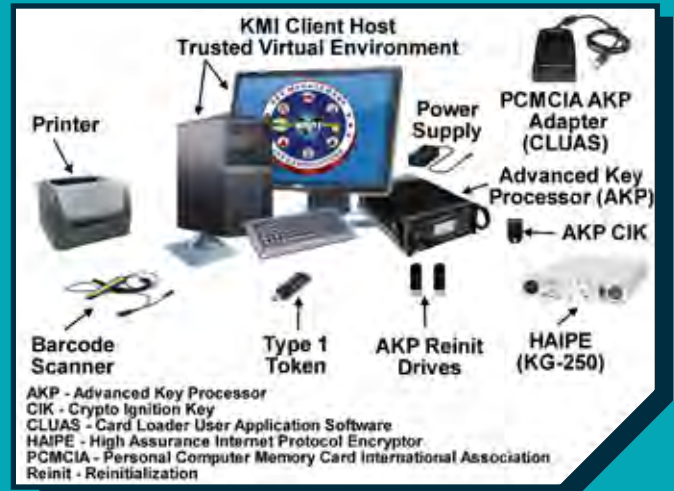 KMI Client Host
Trusted Virtual Environment
Printer
Power
Supply
PCMCIA AKP
Adapter
(CLUAS)
Advanced Key
Processor (AKP)
AKP CIK
Barcode
Scanner
Type 1
Token
AKP Reinit
Drives
HAIPE
(KG-250)
AKP - Advanced Key Processor
CIK - Crypto Ignition Key
CLUAS - Card Loader User Application Software
HAIPE - High Assurance Internet Protocol Encryptor
PCMCIA - Personal Computer Memory Card International Association
Reinit - Reinitialization